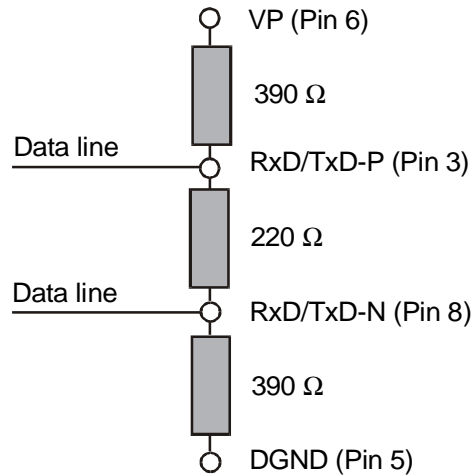 VP (Pin 6)
390 Ω
Data line
RxD/TxD-P (Pin 3)
220 Ω
Data line
RxD/TxD-N (Pin 8)
390 Ω
DGND (Pin 5)